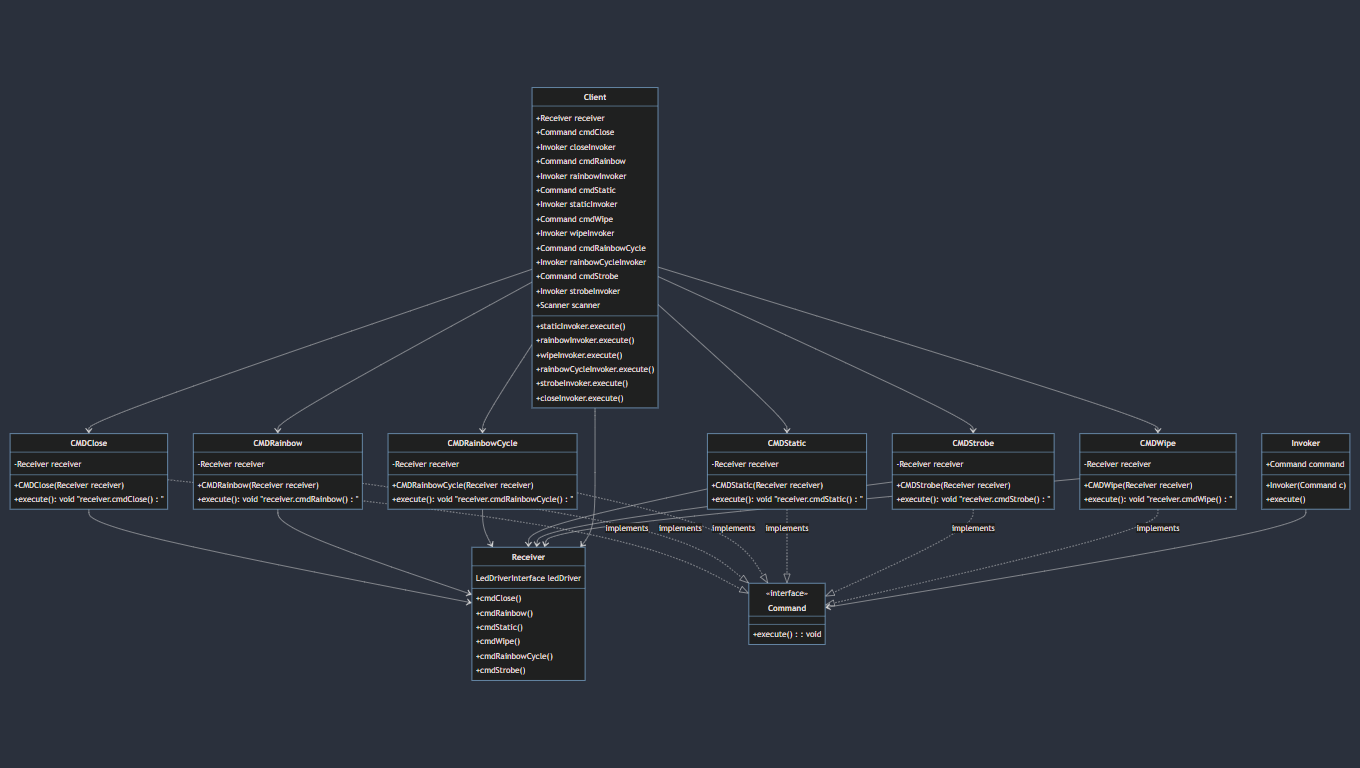 Client
+Receiver receiver
+Command cmdClose
+Invoker closeInvoker
+Command cmdRainbow
+Invoker rainbowInvoker
+Command cmdStatic
+Invoker staticInvoker
+Command cmdWipe
+Invoker wipeInvoker
+Command cmdRainbowCycle
+Invoker rainbowCycleInvoker
+Command cmdStrobe
+Invoker strobeInvoker
+Scanner scanner
+staticInvoker.execute()
+rainbowInvoker.execute()
+wipeInvoker.execute()
+rainbowCycleInvoker.execute()
+strobeInvoker.execute()
+closeInvoker.execute()
CMDClose
-Receiver receiver
+CMDClose(Receiver receiver)
+execute(): void "receiver.cmdClose() : "
CMDRainbow
-Receiver receiver
+CMDRainbow(Receiver receiver)
+execute(): void "receiver.cmdRainbow() : "
CMDRainbowCycle
-Receiver receiver
+CMDRainbowCycle(Receiver receiver)
+execute(): void "receiver.cmdRainbowCycle() : "
CMDStatic
-Receiver receiver
+CMDStatic(Receiver receiver)
+execute(): void "receiver.cmdStatic() : "
CMDStrobe
-Receiver receiver
+CMDStrobe(Receiver receiver)
+execute(): void "receiver.cmdStrobe() : "
CMDWipe
-Receiver receiver
+CMDWipe(Receiver receiver)
+execute(): void "receiver.cmdWipe() : "
Invoker
+Command command
+Invoker(Command c)
+execute()
implements
implements
implements
implements
implements
implements
Receiver
LedDriverInterface ledDriver
+cmdClose()
+cmdRainbow()
+cmdStatic()
+cmdWipe()
+cmdRainbowCycle()
+cmdStrobe()
«interface»
Command
+execute() : : void